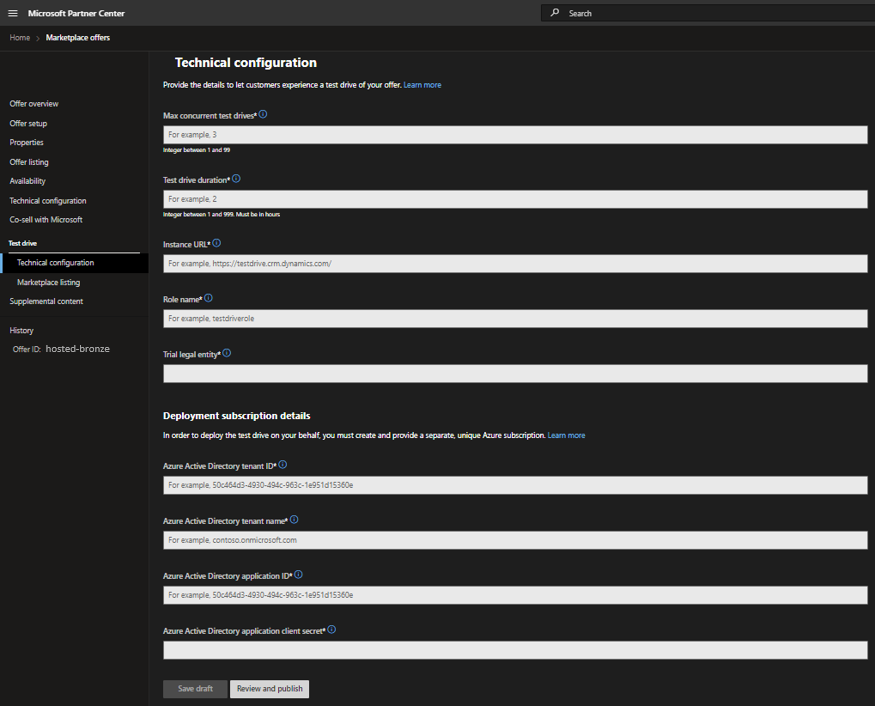 Microsoft Partner Center
Search
Home > Marketplace offers
Offer overview
Offer setup
Properties
Offer listing
Availability
Technical configuration
Co-sell with Microsoft
Test drive
Technical configuration
Marketplace listing
Supplemental content
History
Offer ID: hosted-bronze
Technical configuration
Provide the details to let customers experience a test drive of your offer. Learn more
Max concurrent test drives*
For example, 3
Integer between 1 and 99
Test drive duration*
For example, 2
Integer between 1 and 999. Must be in hours
Instance URL*
For example, https://testdrive.crm.dynamics.com/
Role name*
For example, testdriverole
Trial legal entity*
Deployment subscription details
In order to deploy the test drive on your behalf, you must create and provide a separate, unique Azure subscription. Learn more
Azure Active Directory tenant ID*
For example, 50c464d3-4930-494c-963c-1e951d15360e
Azure Active Directory tenant name*
For example, contoso.onmicrosoft.com
Azure Active Directory application ID*
For example, 50c464d3-4930-494c-963c-1e951d15360e
Azure Active Directory application client secret*
Save draft
Review and publish